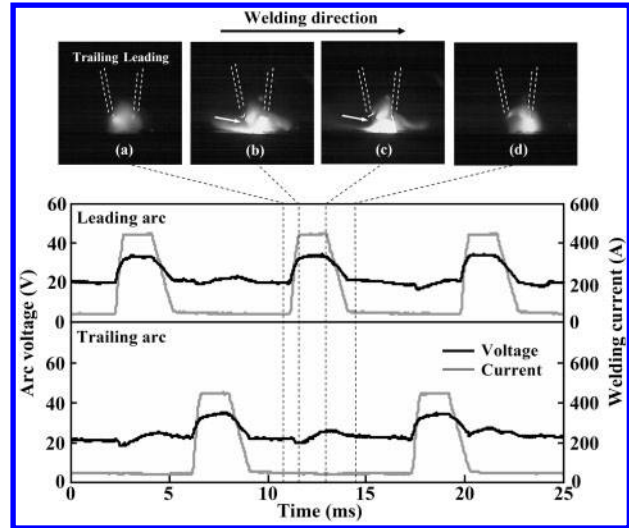 Welding direction
Trailing Leading
(a)
(b)
(c)
(d)
60
40
20
0
Leading arc
600
400
200
0
Arc voltage (V)
Welding current (A)
60
40
20
0
Trailing arc
Voltage
Current
600
400
200
0
0
5
10
15
20
25
Time (ms)